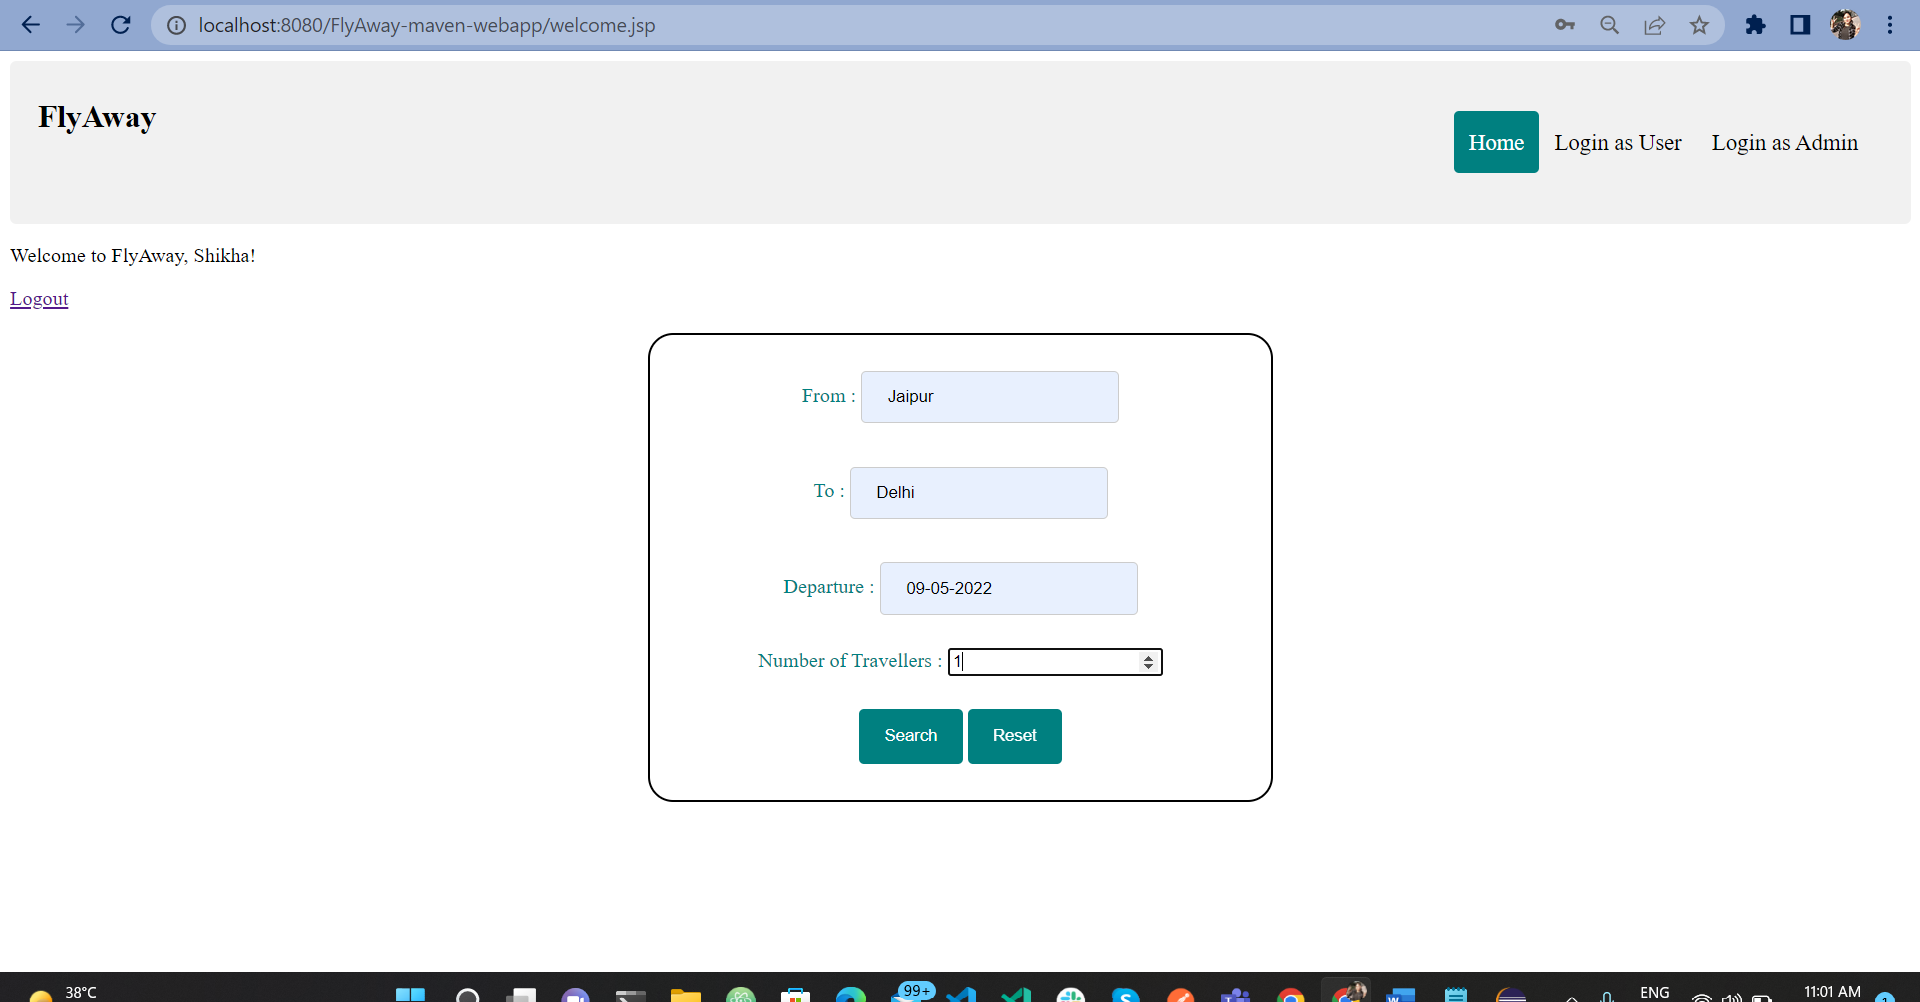 localhost:8080/FlyAway-maven-webapp/welcome.jsp
FlyAway
Home Login as User Login as Admin
Welcome to FlyAway, Shikha!
Logout
From : Jaipur
To : Delhi
Departure : 09-05-2022
Number of Travellers : 1
Search Reset
38°C 99+ ENG 11:01 AM